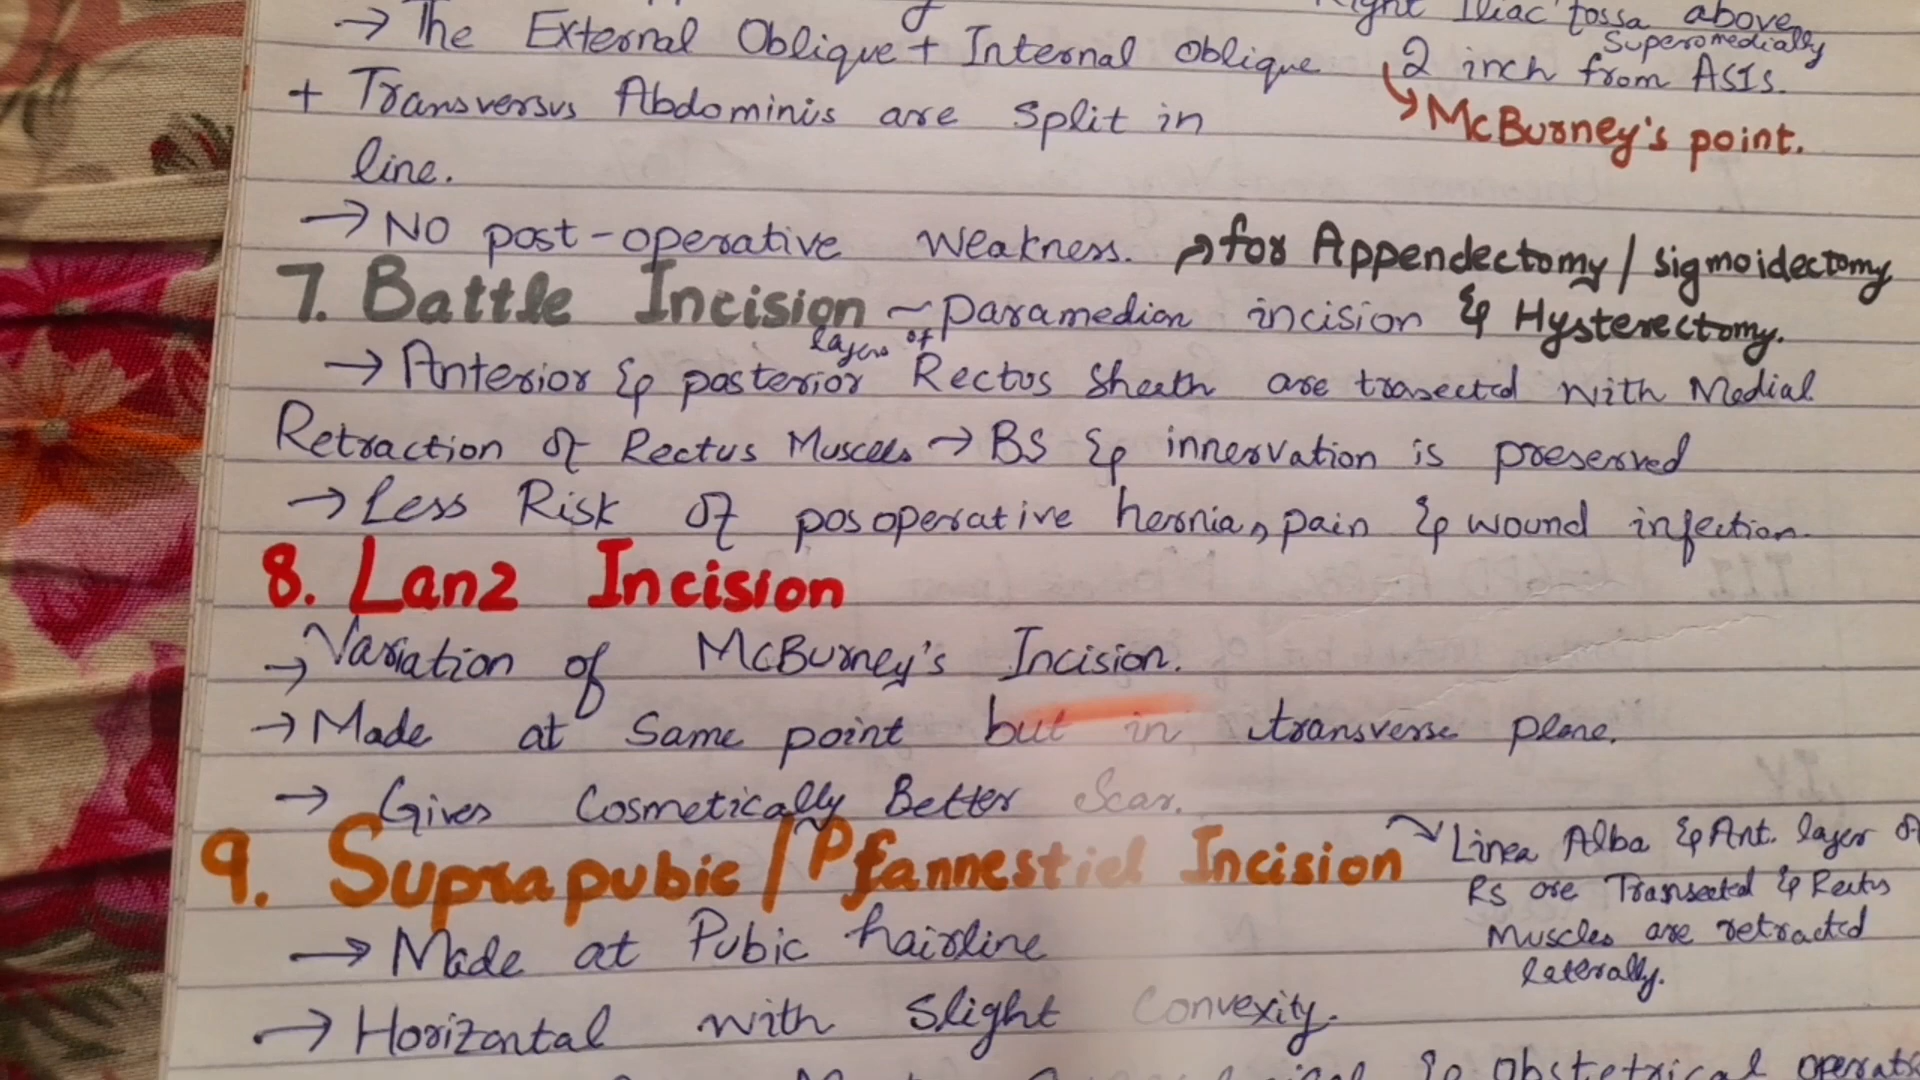 Right Iliac fossa above
→ The External Oblique + Internal Oblique
Superomedially
2 inch from ASIS.
+ Transversus Abdominis are Split in
→ McBurney's point.
line.
→ NO post-operative weakness.
→ for Appendectomy / Sigmoidectomy
7. Battle Incision ~ paramedian incision & Hysterectomy.
layers of
→ Anterior & posterior Rectus Sheath are trasected with Medial
Retraction of Rectus Muscles → BS & innervation is preserved
→ Less Risk of posoperative hernia, pain & wound infection.
8. Lanz Incision
→ Variation of McBurney's Incision.
→ Made at Same point but in transverse plane.
→ Gives Cosmetically Better Scar.
9. Suprapubic / Pfannestiel Incision
→ Linea Alba & Ant. layer of
RS are Transected & Rectus
Muscles are retracted
laterally.
→ Made at Pubic hairline
→ Horizontal with Slight Convexity.
& Obstetrical